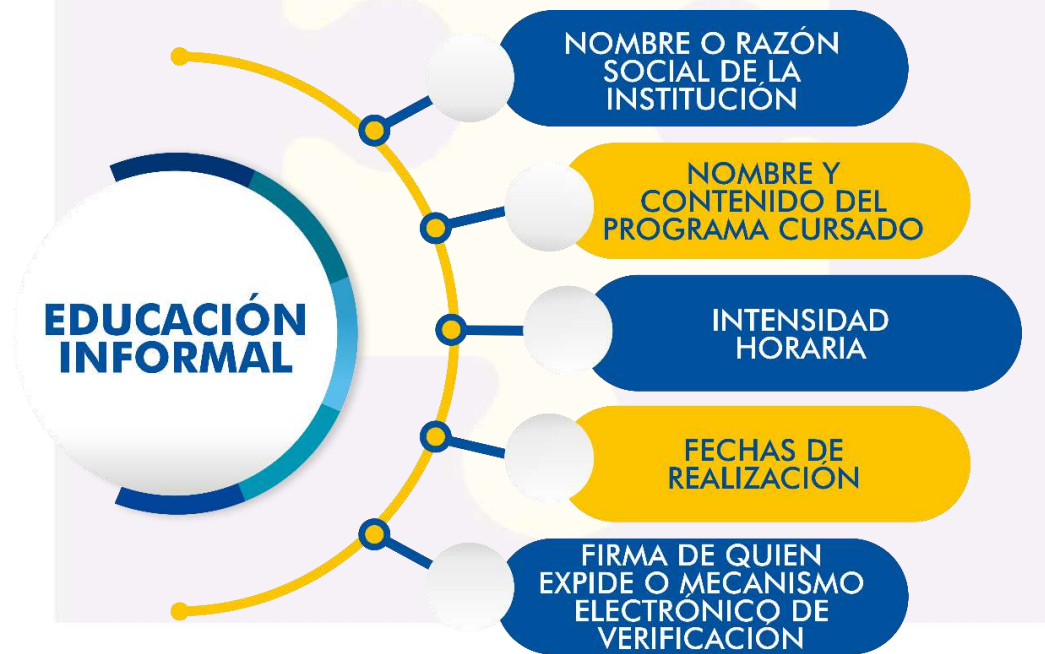 EDUCACIÓN
INFORMAL
NOMBRE O RAZÓN
SOCIAL DE LA
INSTITUCIÓN
NOMBRE Y
CONTENIDO DEL
PROGRAMA CURSADO
INTENSIDAD
HORARIA
FECHAS DE
REALIZACIÓN
FIRMA DE QUIEN
EXPIDE O MECANISMO
ELECTRÓNICO DE
VERIFICACIÓN